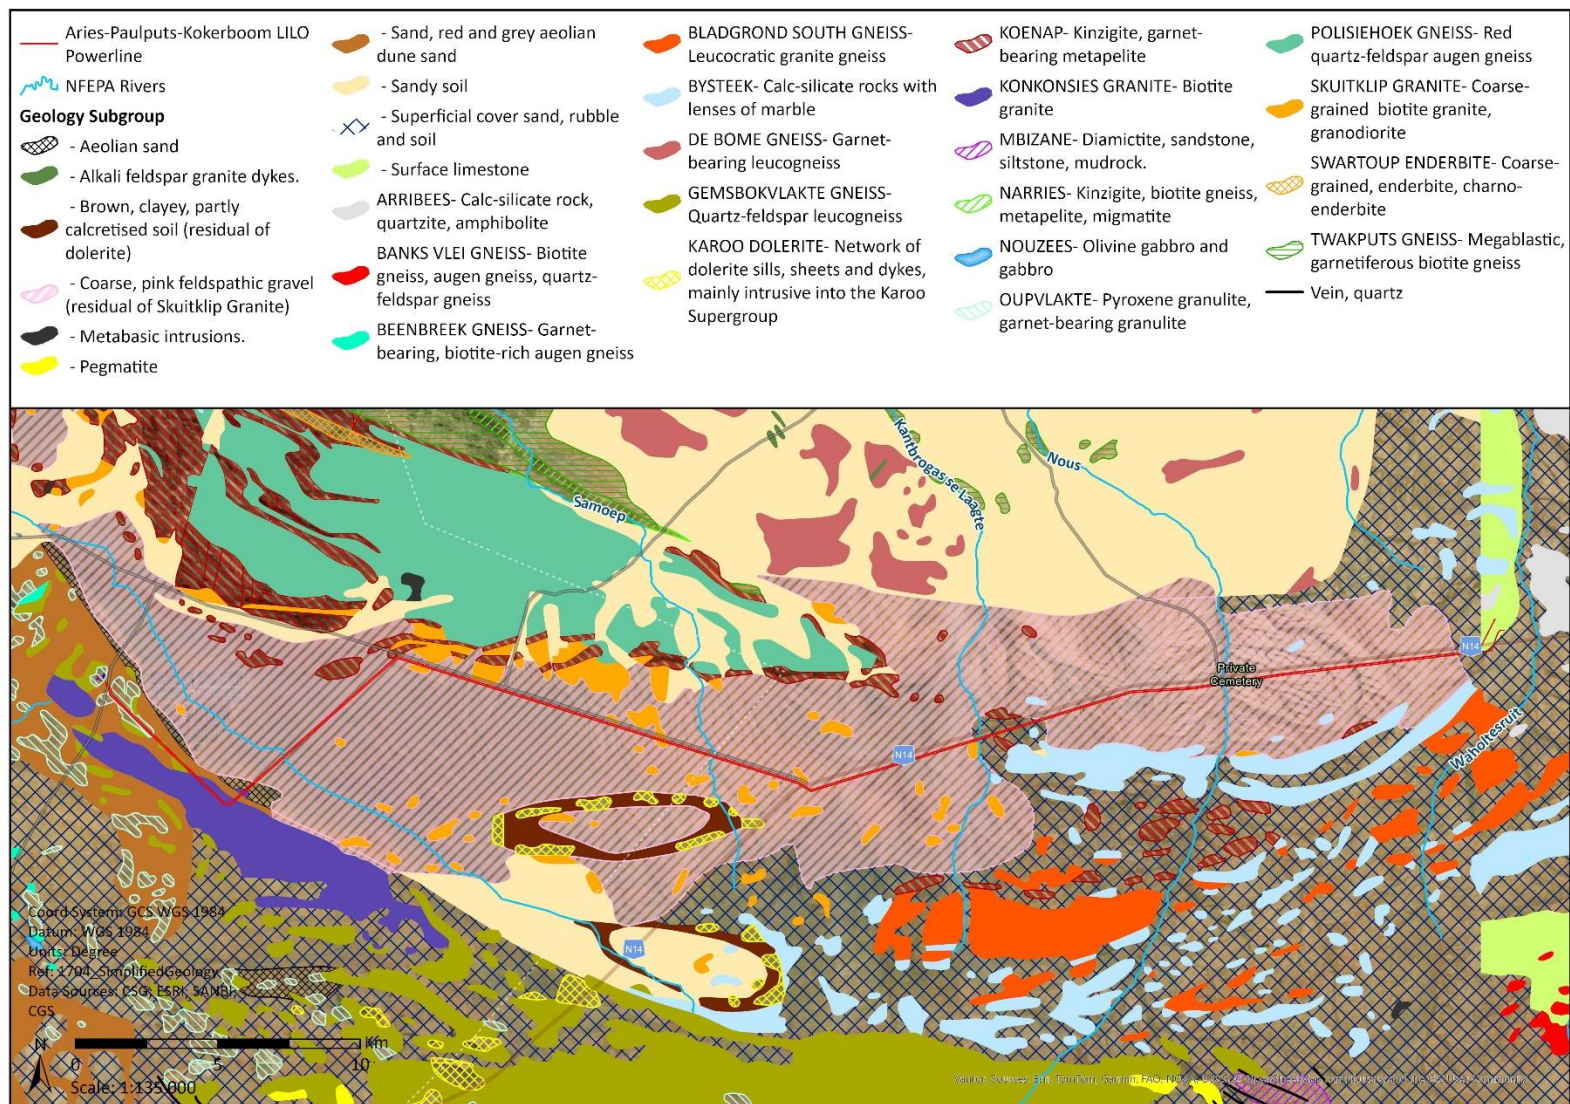 Aries-Paulputs-Kokerboom LILO
Powerline
NFEPA Rivers
Geology Subgroup
- Aeolian sand
- Alkali feldspar granite dykes.
- Brown, clayey, partly
calcretised soil (residual of
dolerite)
- Coarse, pink feldspathic gravel
(residual of Skuitklip Granite)
- Metabasic intrusions.
- Pegmatite
- Sand, red and grey aeolian
dune sand
- Sandy soil
- Superficial cover sand, rubble
and soil
- Surface limestone
ARRIBEES- Calc-silicate rock,
quartzite, amphibolite
BANKS VLEI GNEISS- Biotite
gneiss, augen gneiss, quartz-
feldspar gneiss
BEENBREEK GNEISS- Garnet-
bearing, biotite-rich augen gneiss
BLADGROND SOUTH GNEISS-
Leucocratic granite gneiss
BYSTEEK- Calc-silicate rocks with
lenses of marble
DE BOME GNEISS- Garnet-
bearing leucogneiss
GEMSBOKVLAKTE GNEISS-
Quartz-feldspar leucogneiss
KAROO DOLERITE- Network of
dolerite sills, sheets and dykes,
mainly intrusive into the Karoo
Supergroup
KOENAP- Kinzigite, garnet-
bearing metapelite
KONKONSIES GRANITE- Biotite
granite
MBIZANE- Diamictite, sandstone,
siltstone, mudrock.
NARRIES- Kinzigite, biotite gneiss,
metapelite, migmatite
NOUZEES- Olivine gabbro and
gabbro
OUPVLAKTE- Pyroxene granulite,
garnet-bearing granulite
POLISIEHOEK GNEISS- Red
quartz-feldspar augen gneiss
SKUITKLIP GRANITE- Coarse-
grained biotite granite,
granodiorite
SWARTOUP ENDERBITE- Coarse-
grained, enderbite, charno-
enderbite
TWAKPUTS GNEISS- Megablastic,
garnetiferous biotite gneiss
Vein, quartz
Samoep
Kantbrogas se Laagte
Nous
N14
Private
Cemetery
N14
Waholtesruit
N14
Coord System: GCS WGS 1984
Datum: WGS 1984
Units: Degree
Ref: 1704_SimplifiedGeology
Data Sources: CSG; ESRI; SANBI;
CGS
N
Km
0 5 10
Scale: 1:135 000